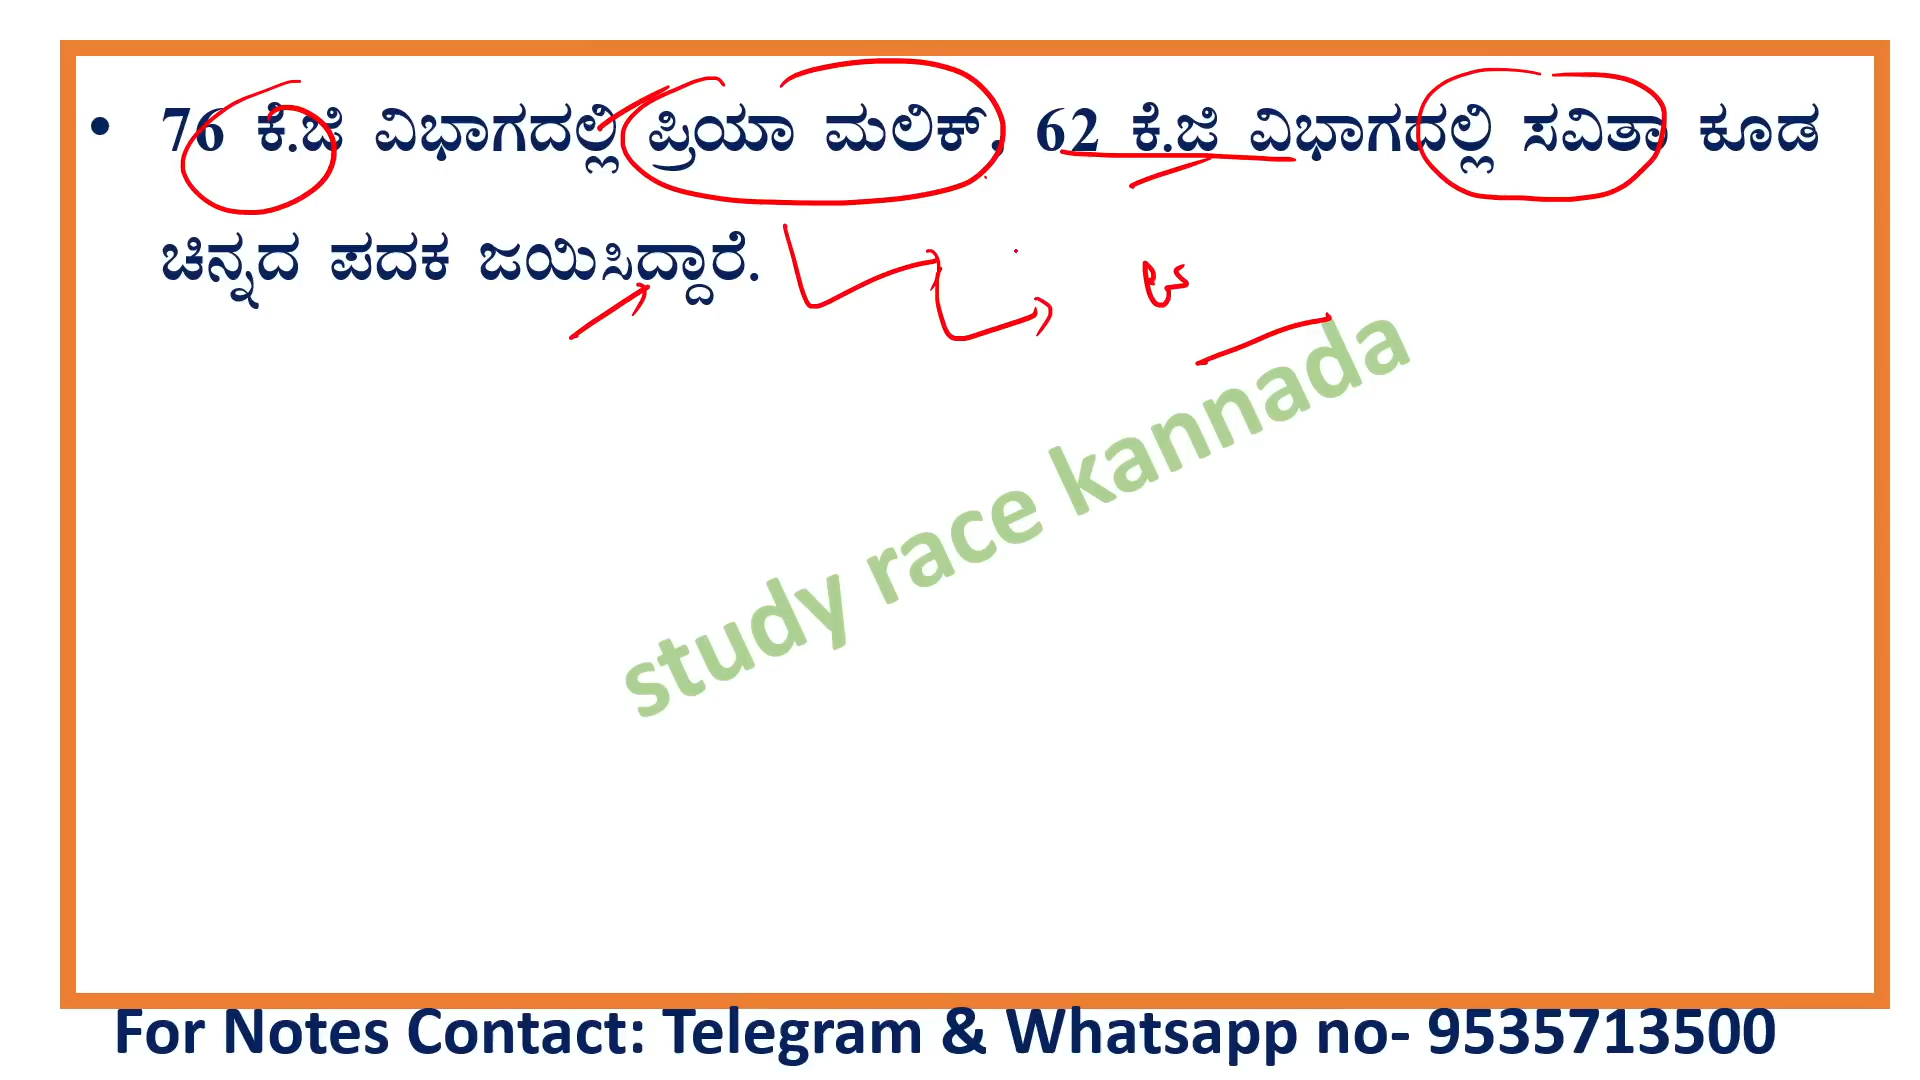 • 76 ಕೆ.ಜಿ ವಿಭಾಗದಲ್ಲಿ ಪ್ರಿಯಾ ಮಲಿಕ್, 62 ಕೆ.ಜಿ ವಿಭಾಗದಲ್ಲಿ ಸವಿತಾ ಕೂಡ
ಚಿನ್ನದ ಪದಕ ಜಯಿಸಿದ್ದಾರೆ.
study race kannada
For Notes Contact: Telegram & Whatsapp no- 9535713500